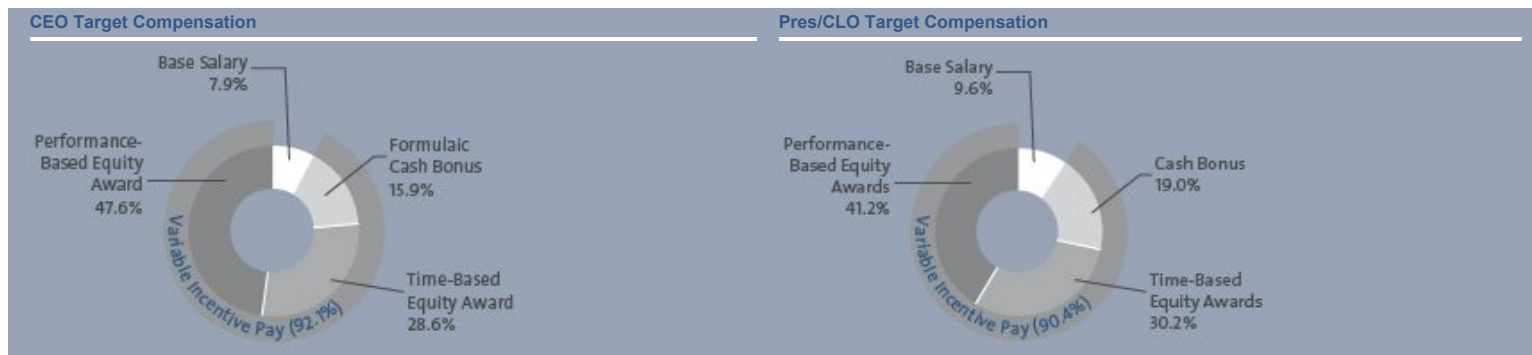 CEO Target Compensation
Base Salary
7.9%
Performance-
Based Equity
Award
47.6%
Formulaic
Cash Bonus
15.9%
Time-Based
Equity Award
28.6%
Variable Incentive Pay (92.1%)
Pres/CLO Target Compensation
Base Salary
9.6%
Performance-
Based Equity
Awards
41.2%
Cash Bonus
19.0%
Time-Based
Equity Awards
30.2%
Variable Incentive Pay (90.4%)